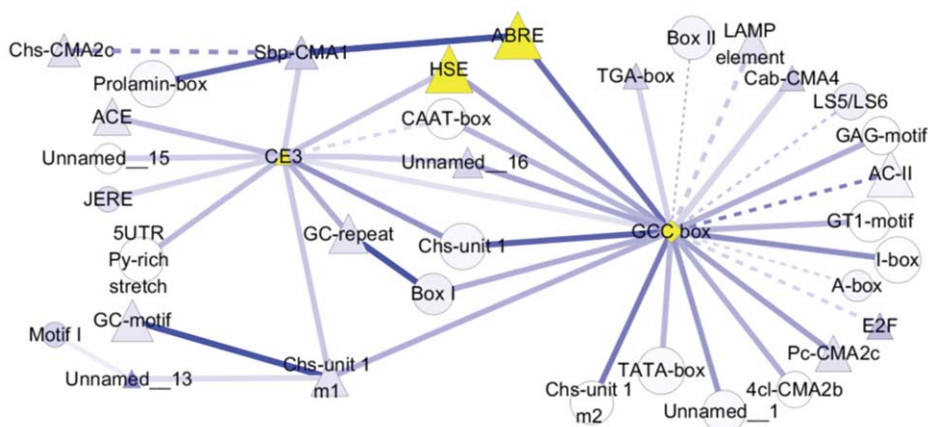 ABRE
LAMP
Box II
element
Chs-CMA2c
Sbp-CMA1
HSE
TGA-box
Cab-CMA4
Prolamin-box
LS5/LS6
ACE
CAAT-box
GAG-motif
Unnamed__15
CE3
Unnamed__16
AC-II
JERE
GT1-motif
5UTR
Py-rich
stretch
GC-repeat
Chs-unit 1
GCC box
I-box
Box I
A-box
GC-motif
E2F
Motif I
Pc-CMA2c
Unnamed__13
Chs-unit 1
m1
TATA-box
4cl-CMA2b
Chs-unit 1
m2
Unnamed__1